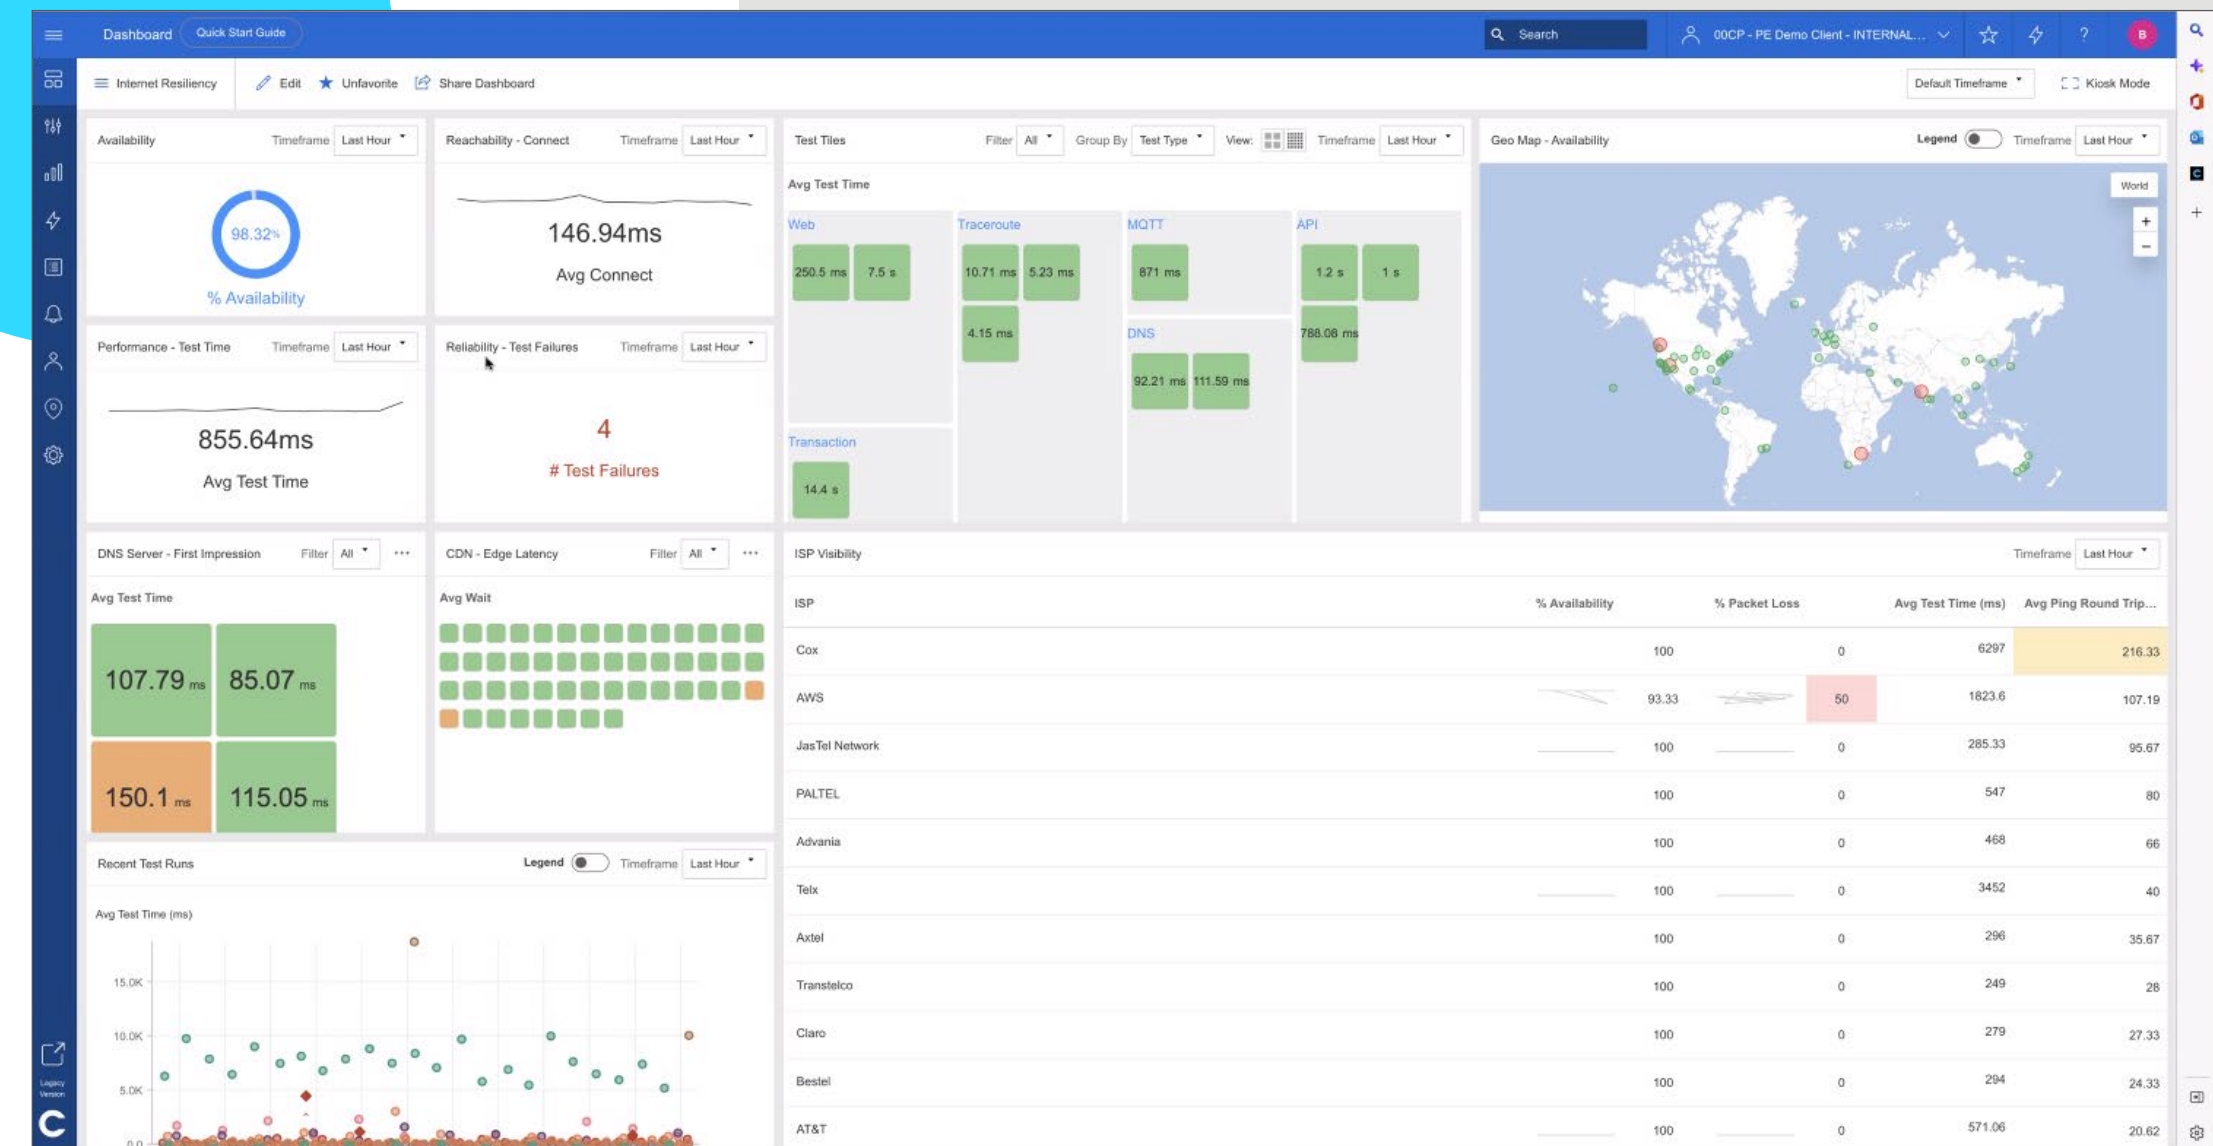 Dashboard Quick Start Guide Search 00CP - PE Demo Client - INTERNAL... ? B
Internet Resiliency Edit Unfavorite Share Dashboard Default Timeframe Kiosk Mode
Availability Timeframe Last Hour
98.32%
% Availability
Reachability - Connect Timeframe Last Hour
146.94ms
Avg Connect
Performance - Test Time Timeframe Last Hour
855.64ms
Avg Test Time
Reliability - Test Failures Timeframe Last Hour
4
# Test Failures
Test Tiles Filter All Group By Test Type View: Timeframe Last Hour
Avg Test Time
Web
250.5 ms 7.5 s
Transaction
14.4 s
Traceroute
10.71 ms 5.23 ms
4.15 ms
MQTT
871 ms
DNS
92.21 ms 111.59 ms
API
1.2 s 1 s
788.08 ms
Geo Map - Availability Legend Timeframe Last Hour
World
+
−
DNS Server - First Impression Filter All ...
Avg Test Time
107.79 ms 85.07 ms
150.1 ms 115.05 ms
CDN - Edge Latency Filter All ...
Avg Wait
ISP Visibility Timeframe Last Hour
ISP % Availability % Packet Loss Avg Test Time (ms) Avg Ping Round Trip...
Cox 100 0 6297 216.33
AWS 93.33 50 1823.6 107.19
JasTel Network 100 0 285.33 95.67
PALTEL 100 0 547 80
Advania 100 0 468 66
Telx 100 0 3452 40
Axtel 100 0 296 35.67
Transtelco 100 0 249 28
Claro 100 0 279 27.33
Bestel 100 0 294 24.33
AT&T 100 0 571.06 20.62
Recent Test Runs Legend Timeframe Last Hour
Avg Test Time (ms)
15.0K
10.0K
5.0K
0.0
Legacy
Version
C